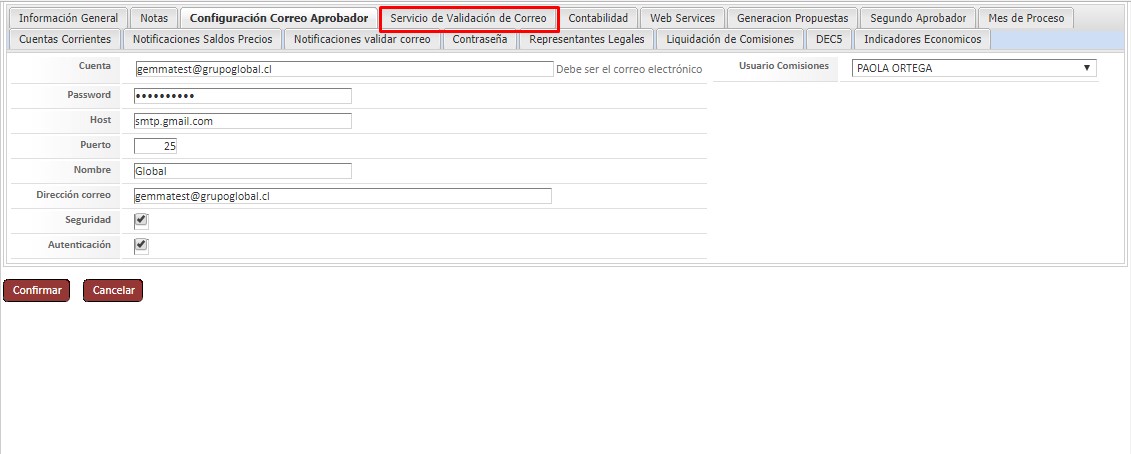 Información General Notas Configuración Correo Aprobador Servicio de Validación de Correo Contabilidad Web Services Generacion Propuestas Segundo Aprobador Mes de Proceso
Cuentas Corrientes Notificaciones Saldos Precios Notificaciones validar correo Contraseña Representantes Legales Liquidación de Comisiones DEC5 Indicadores Economicos
Cuenta gemmatest@grupoglobal.cl Debe ser el correo electrónico Usuario Comisiones PAOLA ORTEGA
Password ••••••••••
Host smtp.gmail.com
Puerto 25
Nombre Global
Dirección correo gemmatest@grupoglobal.cl
Seguridad
Autenticación
Confirmar Cancelar